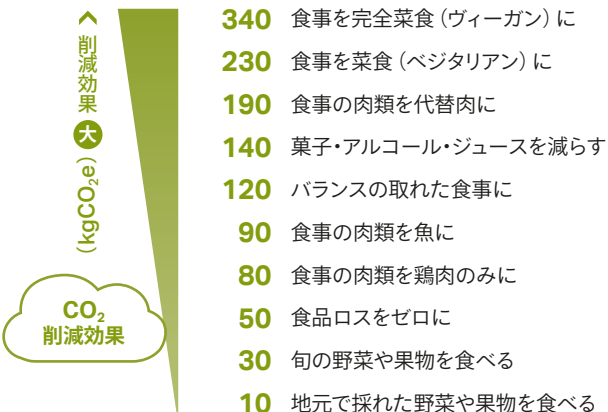 削減効果 大 (kgCO₂e)
CO₂
削減効果
340 食事を完全菜食（ヴィーガン）に
230 食事を菜食（ベジタリアン）に
190 食事の肉類を代替肉に
140 菓子・アルコール・ジュースを減らす
120 バランスの取れた食事に
90 食事の肉類を魚に
80 食事の肉類を鶏肉のみに
50 食品ロスをゼロに
30 旬の野菜や果物を食べる
10 地元で採れた野菜や果物を食べる